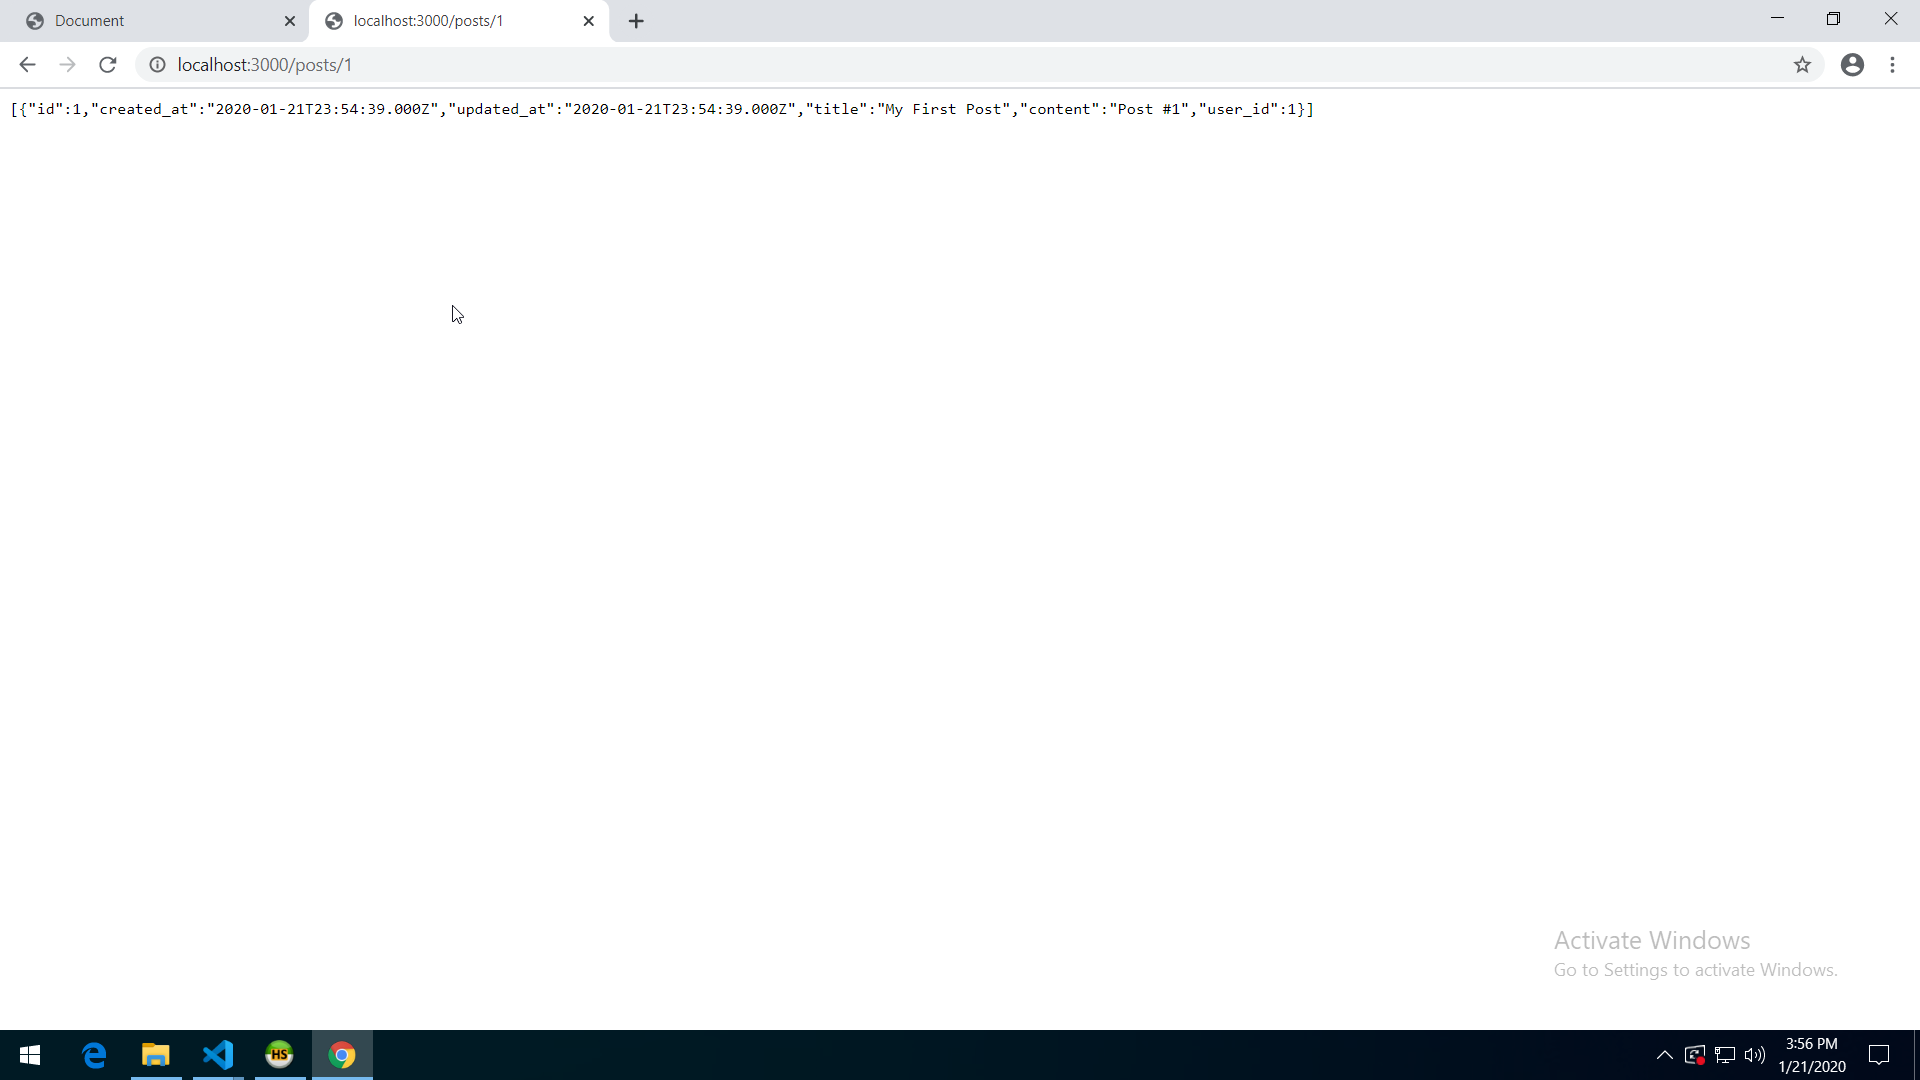 Document
localhost:3000/posts/1
localhost:3000/posts/1
[{"id":1,"created_at":"2020-01-21T23:54:39.000Z","updated_at":"2020-01-21T23:54:39.000Z","title":"My First Post","content":"Post #1","user_id":1}]
Activate Windows
Go to Settings to activate Windows.
HS
3:56 PM
1/21/2020